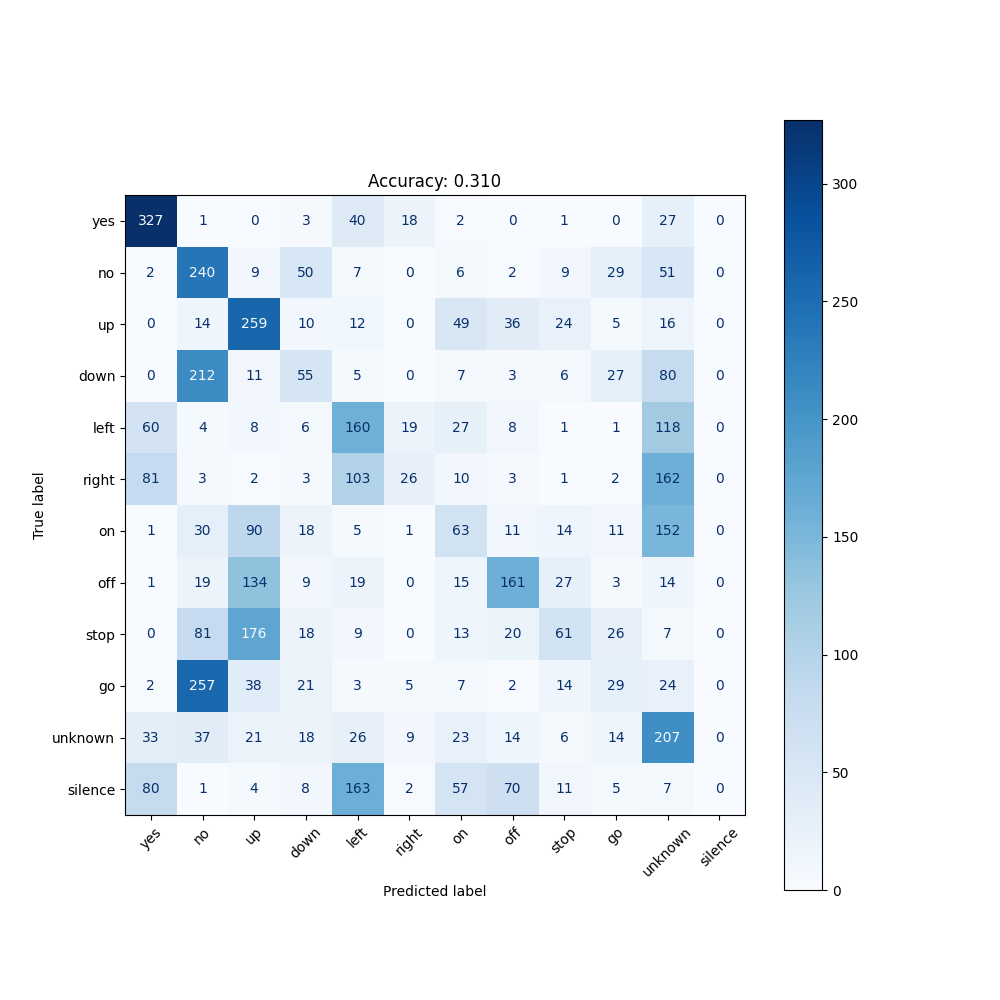 Accuracy: 0.310
yes 327 1 0 3 40 18 2 0 1 0 27 0
no 2 240 9 50 7 0 6 2 9 29 51 0
up 0 14 259 10 12 0 49 36 24 5 16 0
down 0 212 11 55 5 0 7 3 6 27 80 0
left 60 4 8 6 160 19 27 8 1 1 118 0
right 81 3 2 3 103 26 10 3 1 2 162 0
on 1 30 90 18 5 1 63 11 14 11 152 0
off 1 19 134 9 19 0 15 161 27 3 14 0
stop 0 81 176 18 9 0 13 20 61 26 7 0
go 2 257 38 21 3 5 7 2 14 29 24 0
unknown 33 37 21 18 26 9 23 14 6 14 207 0
silence 80 1 4 8 163 2 57 70 11 5 7 0
yes no up down left right on off stop go unknown silence
Predicted label
True label
300
250
200
150
100
50
0